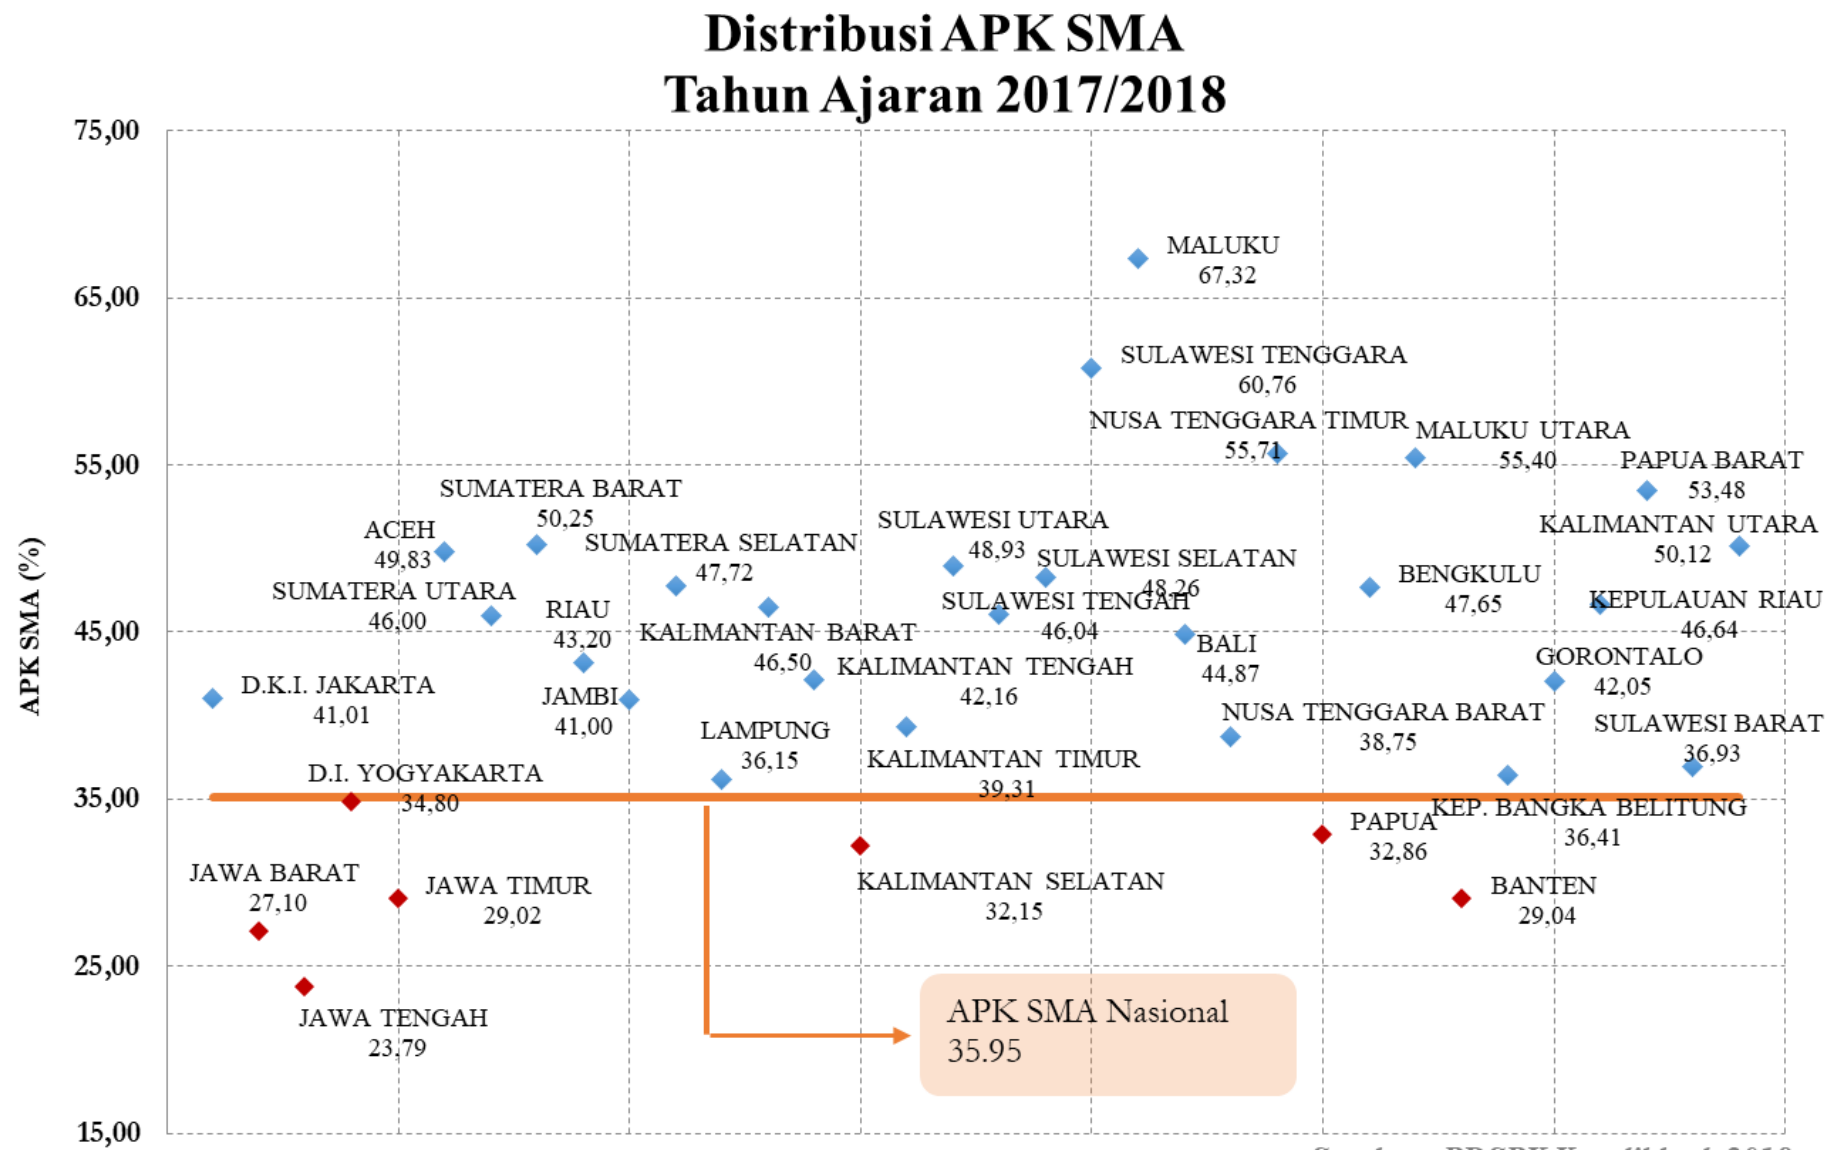 Distribusi APK SMA
Tahun Ajaran 2017/2018
75,00
65,00
55,00
45,00
35,00
25,00
15,00
APK SMA (%)
MALUKU
67,32
SULAWESI TENGGARA
60,76
NUSA TENGGARA TIMUR
55,71
MALUKU UTARA
55,40
PAPUA BARAT
53,48
SUMATERA BARAT
50,25
ACEH
49,83
SUMATERA SELATAN
47,72
SULAWESI UTARA
48,93
KALIMANTAN UTARA
50,12
SULAWESI SELATAN
48,26
BENGKULU
47,65
SUMATERA UTARA
46,00
RIAU
43,20
SULAWESI TENGAH
46,04
KEPULAUAN RIAU
46,64
KALIMANTAN BARAT
46,50
BALI
44,87
KALIMANTAN TENGAH
42,16
GORONTALO
42,05
D.K.I. JAKARTA
41,01
JAMBI
41,00
NUSA TENGGARA BARAT
38,75
SULAWESI BARAT
36,93
LAMPUNG
36,15
KALIMANTAN TIMUR
39,31
D.I. YOGYAKARTA
34,80
KEP. BANGKA BELITUNG
36,41
PAPUA
32,86
JAWA BARAT
27,10
JAWA TIMUR
29,02
KALIMANTAN SELATAN
32,15
BANTEN
29,04
JAWA TENGAH
23,79
APK SMA Nasional
35.95